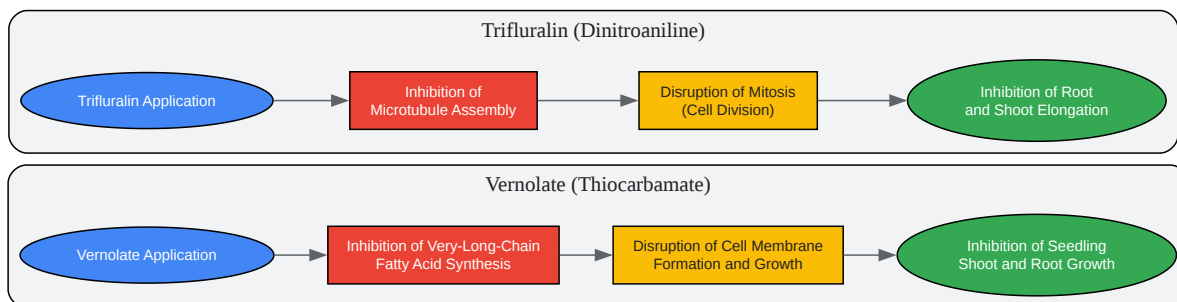 Trifluralin (Dinitroaniline)
Trifluralin Application
Inhibition of
Microtubule Assembly
Disruption of Mitosis
(Cell Division)
Inhibition of Root
and Shoot Elongation
Vernolate (Thiocarbamate)
Vernolate Application
Inhibition of Very-Long-Chain
Fatty Acid Synthesis
Disruption of Cell Membrane
Formation and Growth
Inhibition of Seedling
Shoot and Root Growth